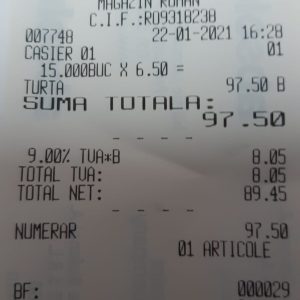 MAGAZIN ROMAN
C.I.F.:RO9318238
007748 22-01-2021 16:28
CASIER 01 01
15.000BUC X 6.50 =
TURTA 97.50 B
SUMA TOTALA:
97.50
- - - -
9.00% TVA*B 8.05
TOTAL TVA: 8.05
TOTAL NET: 89.45
- - - -
NUMERAR 97.50
01 ARTICOLE
BF: 000029